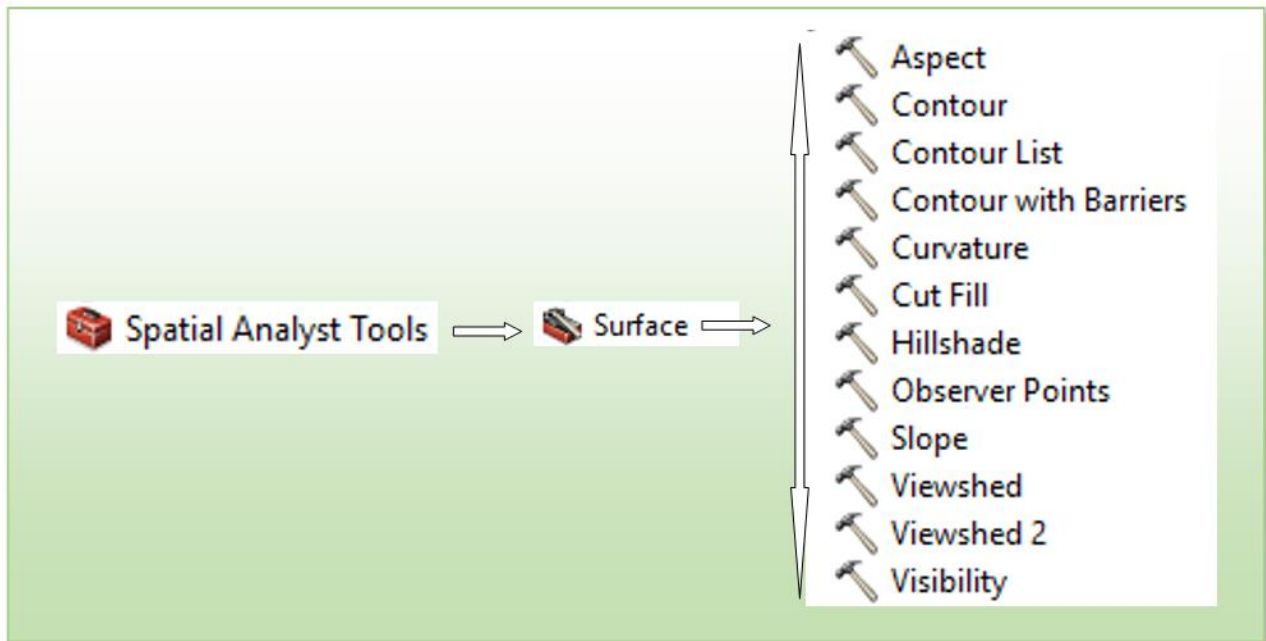 Spatial Analyst Tools
Surface
Aspect
Contour
Contour List
Contour with Barriers
Curvature
Cut Fill
Hillshade
Observer Points
Slope
Viewshed
Viewshed 2
Visibility